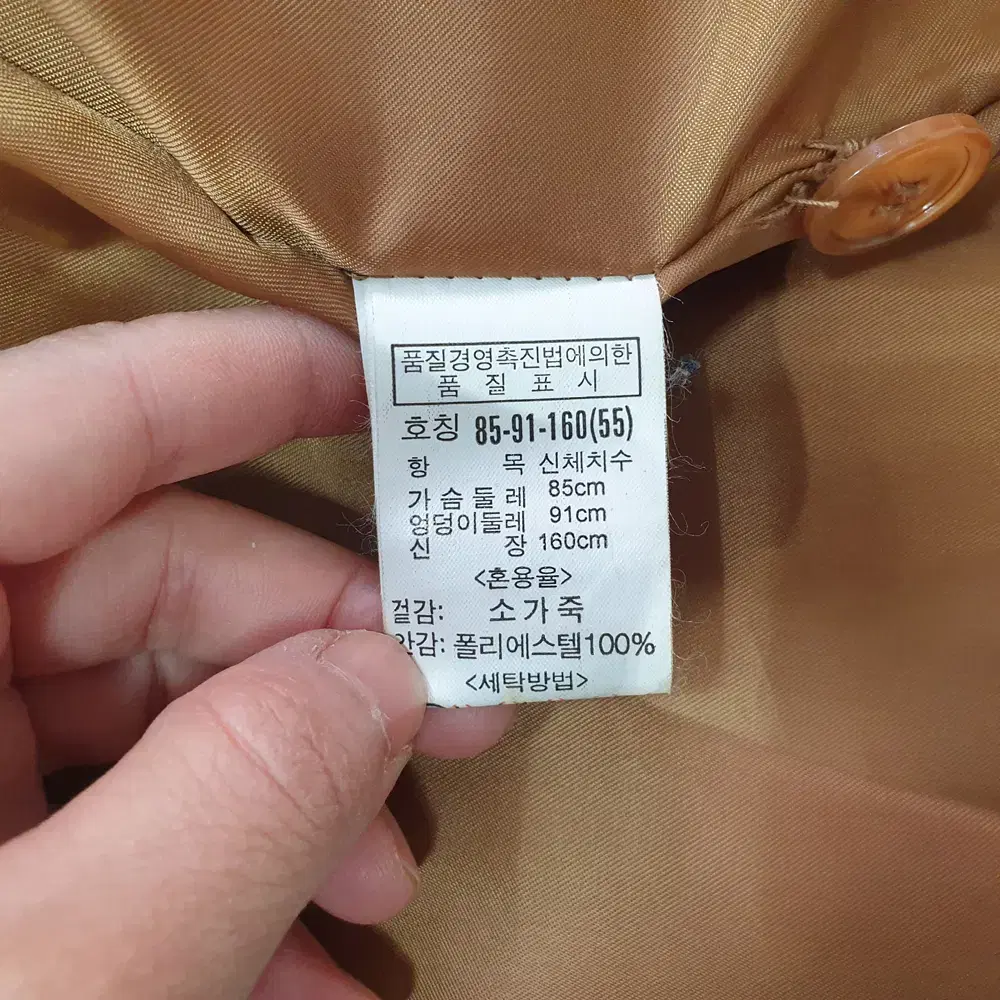 품질경영촉진법에의한
품 질 표 시
호칭 85-91-160(55)
항 목 신체치수
가슴둘레 85cm
엉덩이둘레 91cm
신 장 160cm
<혼용율>
겉감: 소가죽
안감: 폴리에스텔100%
<세탁방법>